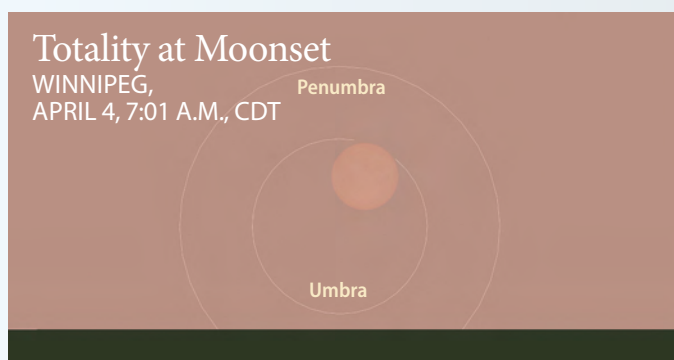 Totality at Moonset
WINNIPEG,
APRIL 4, 7:01 A.M., CDT
Penumbra
Umbra